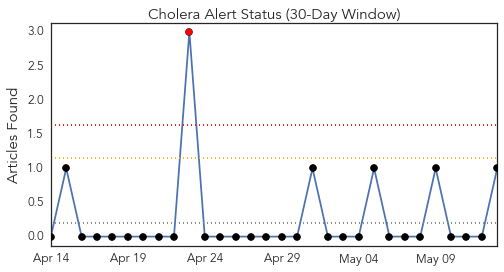 Cholera Alert Status (30-Day Window)
Articles Found
3.0
2.5
2.0
1.5
1.0
0.5
0.0
Apr 14 Apr 19 Apr 24 Apr 29 May 04 May 09